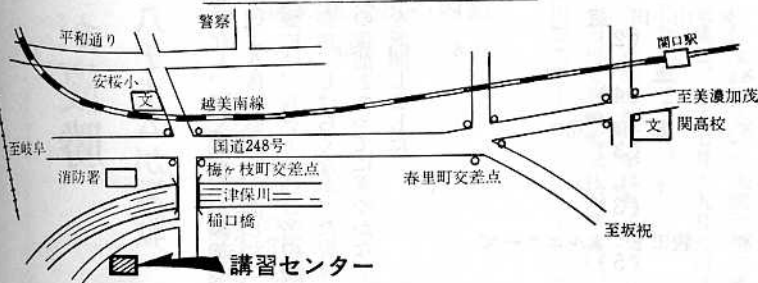 警察
平和通り
関口駅
安桜小
文
越美南線
至美濃加茂
文
関高校
至岐阜
国道248号
梅ヶ枝町交差点
消防署
春里町交差点
津保川
稲口橋
至坂祝
講習センター